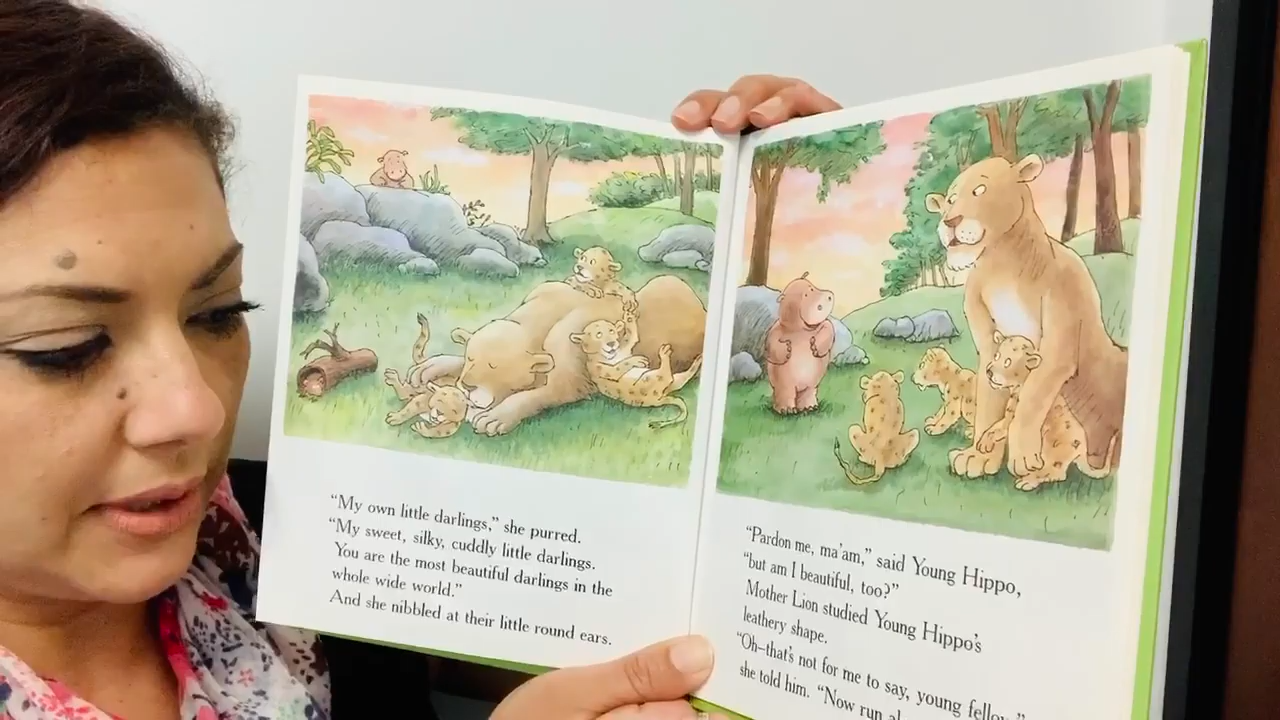 “My own little darlings,” she purred.
“My sweet, silky, cuddly little darlings.
You are the most beautiful darlings in the
whole wide world.”
And she nibbled at their little round ears.
“Pardon me, ma’am,” said Young Hippo,
“but am I beautiful, too?”
Mother Lion studied Young Hippo’s
leathery shape.
“Oh–that’s not for me to say, young fellow,”
she told him. “Now run